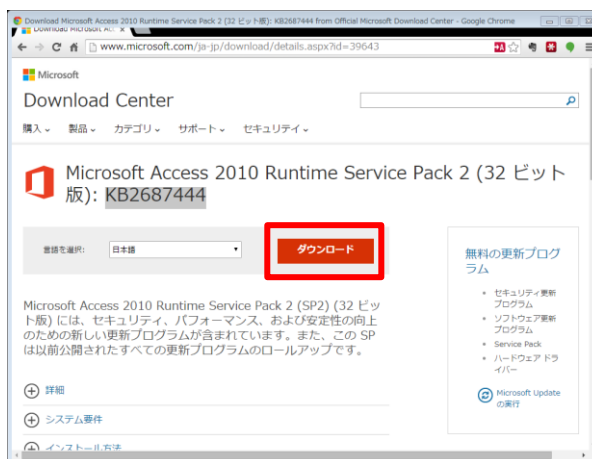 Download Microsoft Access 2010 Runtime Service Pack 2 (32 ビット版): KB2687444 from Official Microsoft Download Center - Google Chrome
Download Microsoft Acc
www.microsoft.com/ja-jp/download/details.aspx?id=39643
Microsoft
Download Center
購入 製品 カテゴリ サポート セキュリティ
Microsoft Access 2010 Runtime Service Pack 2 (32 ビット
版): KB2687444
言語を選択: 日本語 ダウンロード
Microsoft Access 2010 Runtime Service Pack 2 (SP2) (32 ビッ
ト版) には、セキュリティ、パフォーマンス、および安定性の向上
のための新しい更新プログラムが含まれています。また、この SP
は以前公開されたすべての更新プログラムのロールアップです。
詳細
システム要件
インストール方法
無料の更新プログ
ラム
セキュリティ更新
プログラム
ソフトウェア更新
プログラム
Service Pack
ハードウェア ドラ
イバー
Microsoft Update
の実行